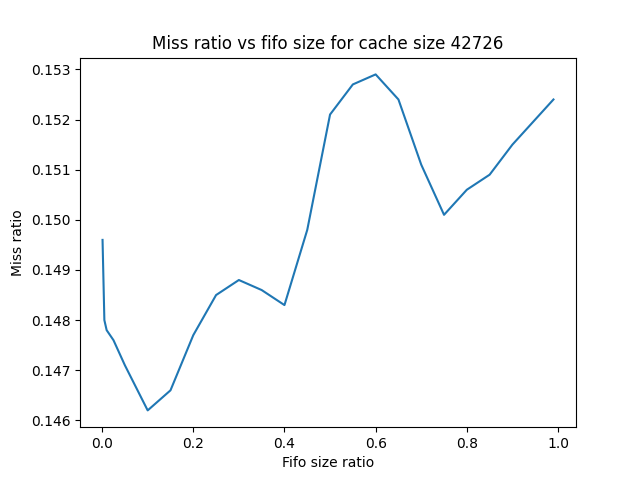 Miss ratio vs fifo size for cache size 42726
0.153
0.152
0.151
0.150
0.149
0.148
0.147
0.146
Miss ratio
0.0 0.2 0.4 0.6 0.8 1.0
Fifo size ratio